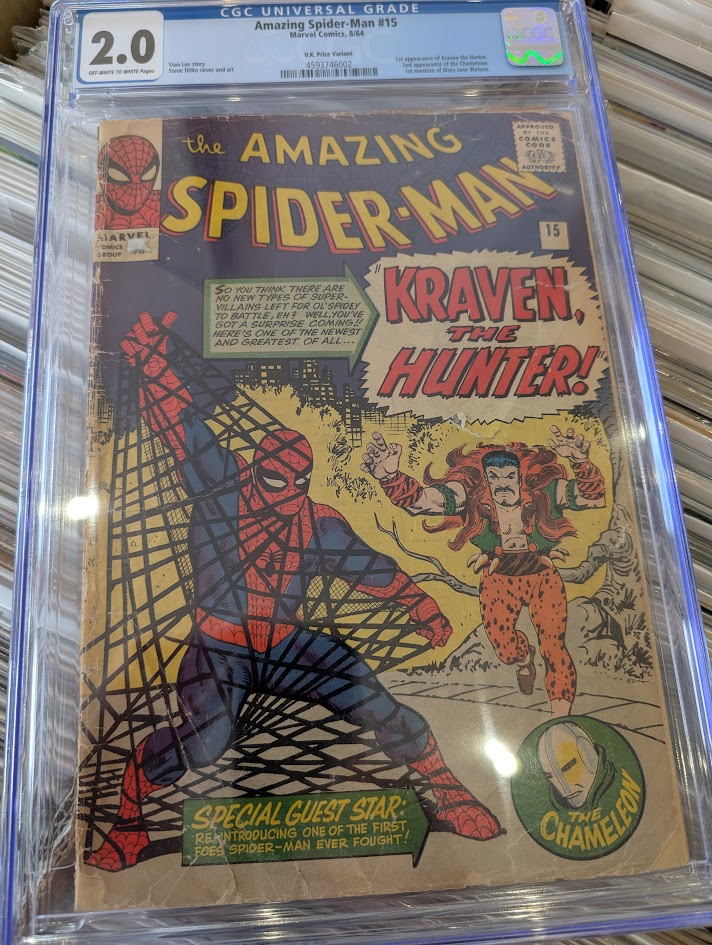 CGC UNIVERSAL GRADE
2.0
OFF-WHITE TO WHITE Pages
Amazing Spider-Man #15
Marvel Comics, 8/64
U.K. Price Variant
Stan Lee story
Steve Ditko cover and art
4593746002
1st appearance of Kraven the Hunter.
2nd appearance of the Chameleon.
1st mention of Mary Jane Watson.
CGC
the AMAZING
SPIDER-MAN
APPROVED
BY THE
COMICS
CODE
AUTHORITY
MARVEL
COMICS
GROUP
15
SO YOU THINK THERE ARE
NO NEW TYPES OF SUPER-
VILLAINS LEFT FOR OL' SPIDEY
TO BATTLE, EH? WELL, YOU'VE
GOT A SURPRISE COMING!!
HERE'S ONE OF THE NEWEST
AND GREATEST OF ALL...
"KRAVEN,
THE
HUNTER!"
SPECIAL GUEST STAR:
RE-INTRODUCING ONE OF THE FIRST
FOES SPIDER-MAN EVER FOUGHT!
THE
CHAMELEON